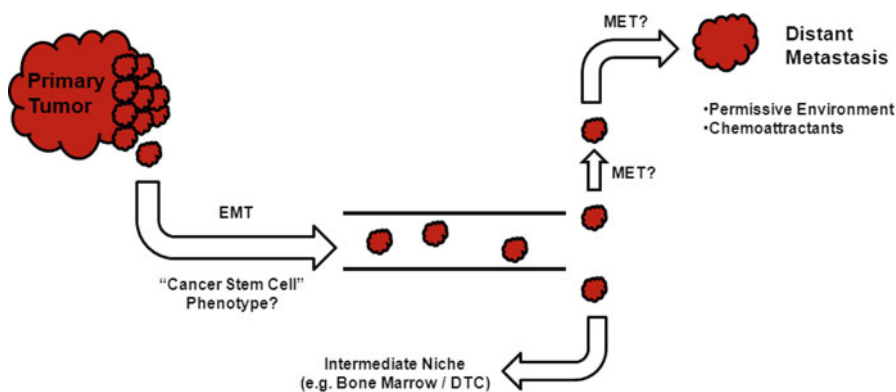 Primary
Tumor
EMT
“Cancer Stem Cell”
Phenotype?
Intermediate Niche
(e.g. Bone Marrow / DTC)
MET?
MET?
Distant
Metastasis
•Permissive Environment
•Chemoattractants